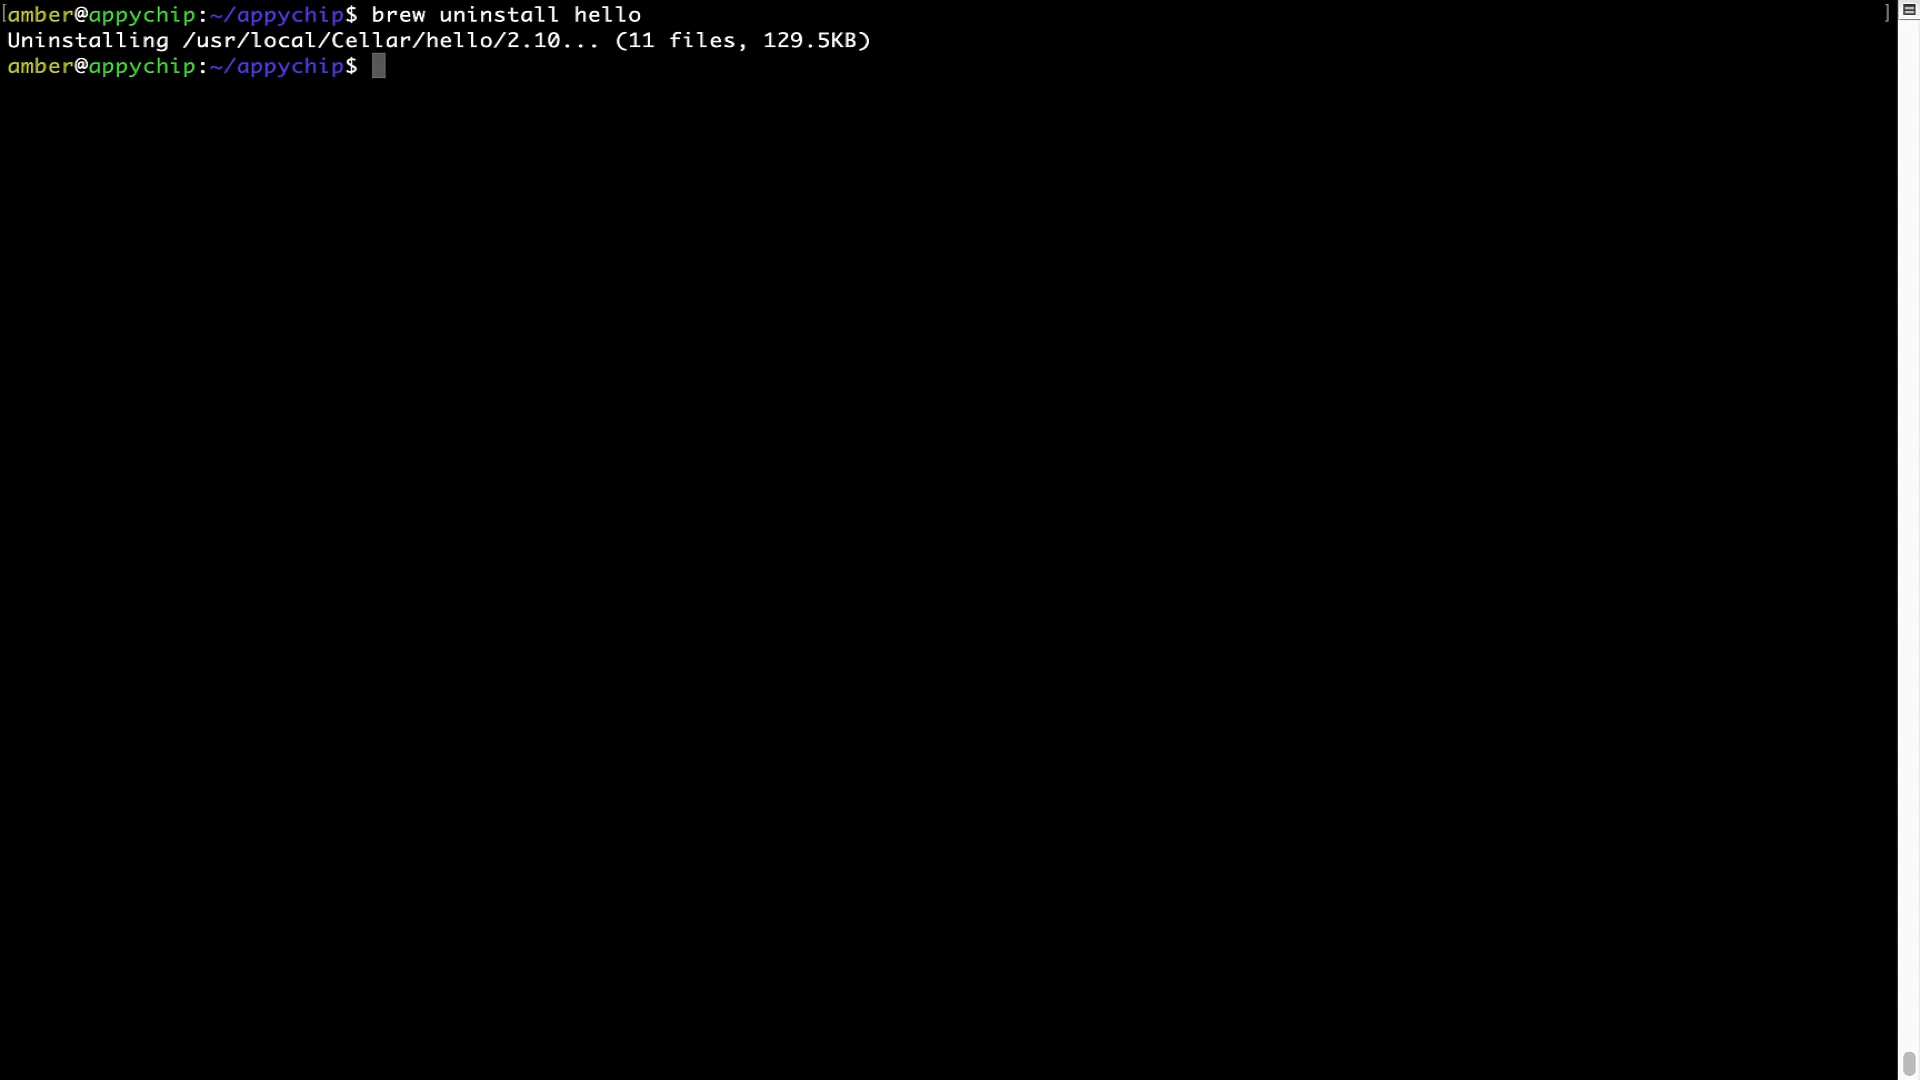 [amber@appychip:~/appychip$ brew uninstall hello ]
Uninstalling /usr/local/Cellar/hello/2.10... (11 files, 129.5KB)
amber@appychip:~/appychip$